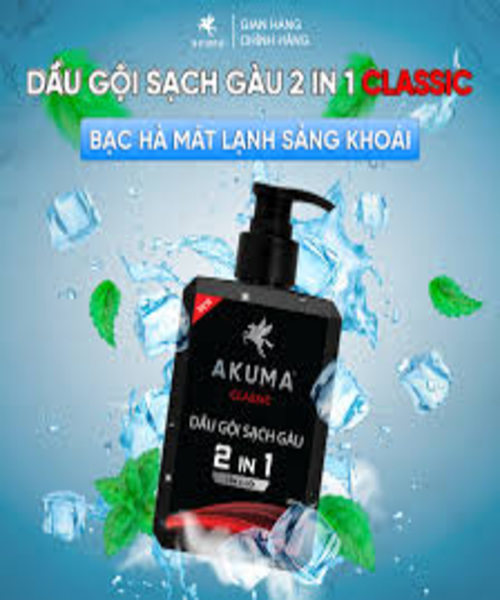 akuma
GIAN HÀNG
CHÍNH HÃNG
DẦU GỘI SẠCH GÀU 2 IN 1 CLASSIC
BẠC HÀ MÁT LẠNH SẢNG KHOÁI
AKUMA
CLASSIC
DẦU GỘI SẠCH GÀU
2 IN 1